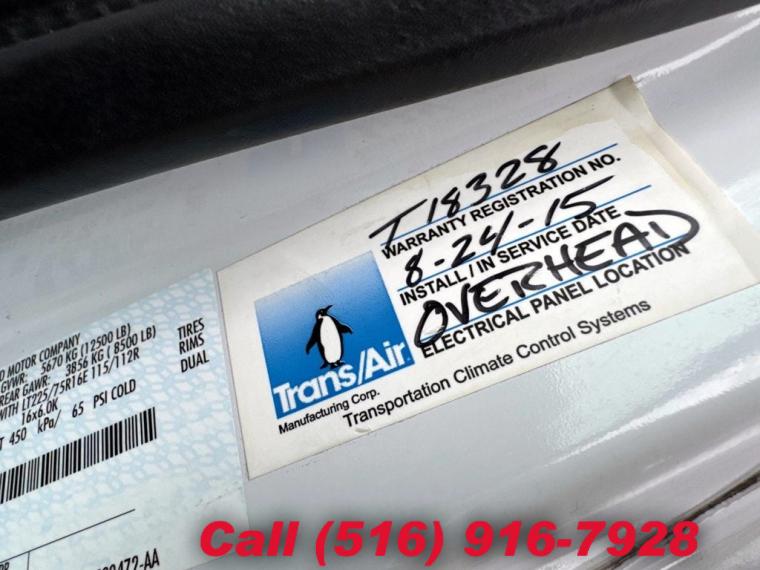 T18328
WARRANTY REGISTRATION NO.
8-24-15
INSTALL / IN SERVICE DATE
OVERHEAD
ELECTRICAL PANEL LOCATION
Trans/Air
Manufacturing Corp.
Transportation Climate Control Systems
MOTOR COMPANY
GVWR: 5670 KG (12500 LB)
REAR GAWR: 3856 KG ( 8500 LB)
WITH LT225/75R16E 115/112R
16x6.0K
450 kPa/ 65 PSI COLD
TIRES
RIMS
DUAL
Call (516) 916-7928